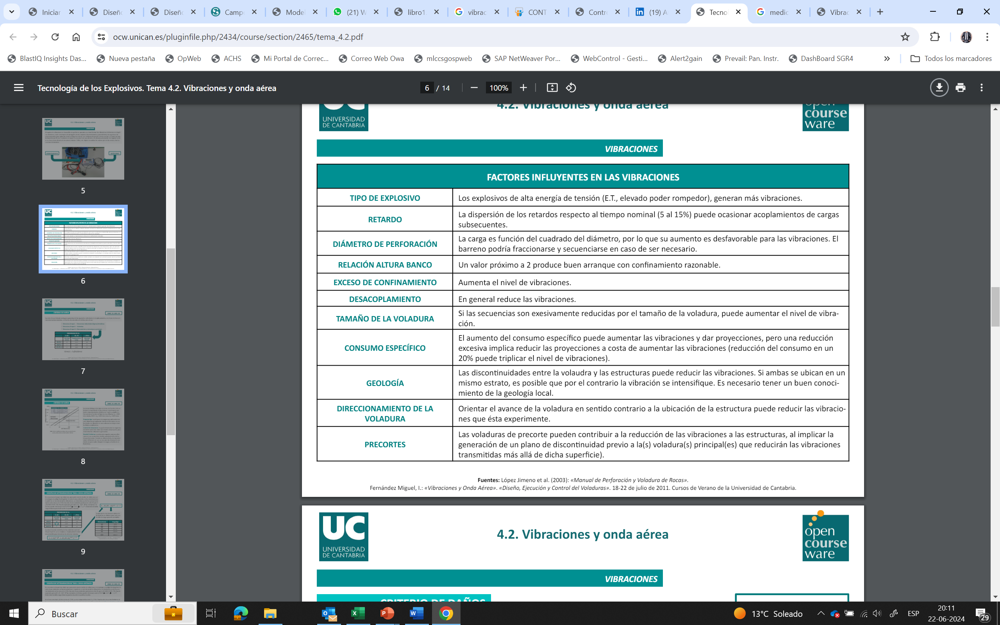 Iniciar
Diseñ
Diseñ
Camp
Model
(21) W
libro1.
vibrac
CONT
Contr
(19) A
Tecno
medic
Vibrac
ocw.unican.es/pluginfile.php/2434/course/section/2465/tema_4.2.pdf
BlastIQ Insights Das...
Nueva pestaña
OpWeb
ACHS
Mi Portal de Correc...
Correo Web Owa
mlccsgospweb
SAP NetWeaver Por...
WebControl - Gesti...
Alert2gain
Prevail: Pan. Instr.
DashBoard SGR4
»
Todos los marcadores
Tecnología de los Explosivos. Tema 4.2. Vibraciones y onda aérea
6 / 14
100%
5
6
7
8
9
UC
UNIVERSIDAD
DE CANTABRIA
4.2. Vibraciones y onda aérea
open
course
ware
VIBRACIONES
FACTORES INFLUYENTES EN LAS VIBRACIONES
TIPO DE EXPLOSIVO
Los explosivos de alta energía de tensión (E.T., elevado poder rompedor), generan más vibraciones.
RETARDO
La dispersión de los retardos respecto al tiempo nominal (5 al 15%) puede ocasionar acoplamientos de cargas
subsecuentes.
DIÁMETRO DE PERFORACIÓN
La carga es función del cuadrado del diámetro, por lo que su aumento es desfavorable para las vibraciones. El
barreno podría fraccionarse y secuenciarse en caso de ser necesario.
RELACIÓN ALTURA BANCO
Un valor próximo a 2 produce buen arranque con confinamiento razonable.
EXCESO DE CONFINAMIENTO
Aumenta el nivel de vibraciones.
DESACOPLAMIENTO
En general reduce las vibraciones.
TAMAÑO DE LA VOLADURA
Si las secuencias son exesivamente reducidas por el tamaño de la voladura, puede aumentar el nivel de vibra-
ción.
CONSUMO ESPECÍFICO
El aumento del consumo específico puede aumentar las vibraciones y dar proyecciones, pero una reducción
excesiva implica reducir las proyecciones a costa de aumentar las vibraciones (reducción del consumo en un
20% puede triplicar el nivel de vibraciones).
GEOLOGÍA
Las discontinuidades entre la volaudra y las estructuras puede reducir las vibraciones. Si ambas se ubican en un
mismo estrato, es posible que por el contrario la vibración se intensifique. Es necesario tener un buen conoci-
miento de la geología local.
DIRECCIONAMIENTO DE LA
VOLADURA
Orientar el avance de la voladura en sentido contrario a la ubicación de la estructura puede reducir las vibracio-
nes que ésta experimente.
PRECORTES
Las voladuras de precorte pueden contribuir a la reducción de las vibraciones a las estructuras, al implicar la
generación de un plano de discontinuidad previo a la(s) voladura(s) principal(es) que reducirán las vibraciones
transmitidas más allá de dicha superficie).
Fuentes: López Jimeno et al. (2003): «Manual de Perforación y Voladura de Rocas».
Fernández Miguel, I.: «Vibraciones y Onda Aérea». «Diseño, Ejecución y Control del Voladuras». 18-22 de julio de 2011. Cursos de Verano de la Universidad de Cantabria.
UC
UNIVERSIDAD
DE CANTABRIA
4.2. Vibraciones y onda aérea
open
course
ware
VIBRACIONES
CRITERIO DE DAÑOS
Buscar
13°C Soleado
ESP
20:11
22-06-2024
29